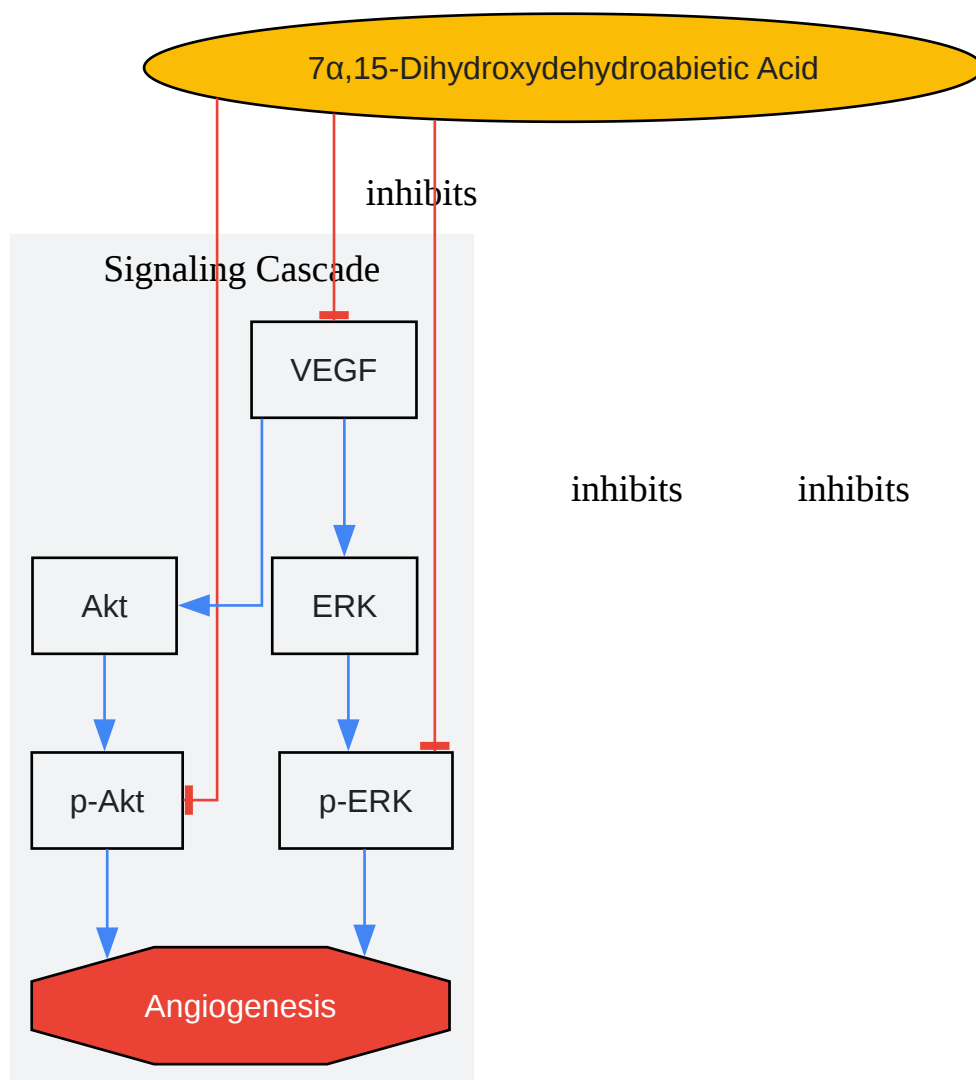 7α,15-Dihydroxydehydroabietic Acid
inhibits
Signaling Cascade
VEGF
inhibits
inhibits
Akt
ERK
p-Akt
p-ERK
Angiogenesis